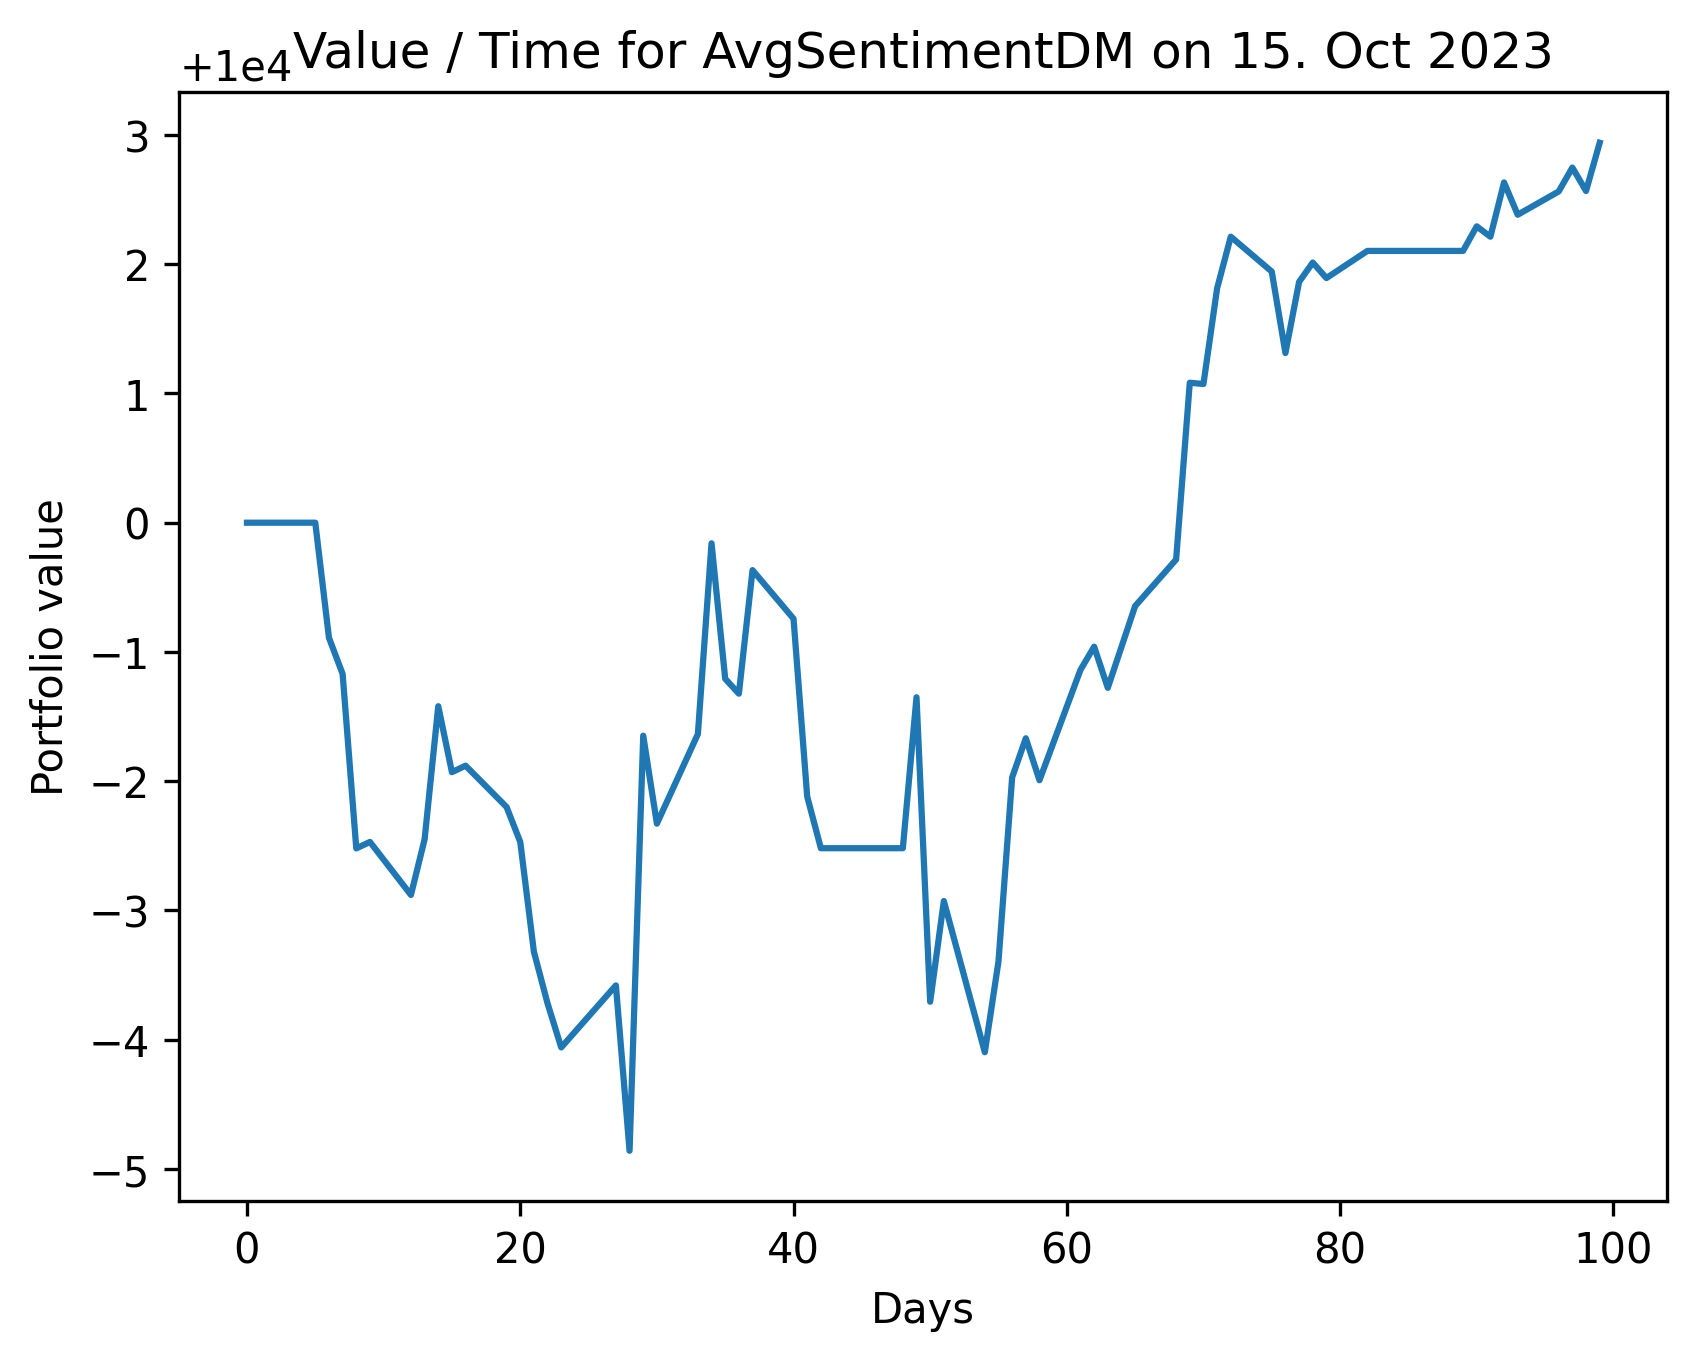 Value / Time for AvgSentimentDM on 15. Oct 2023
+1e4
3
2
1
0
−1
−2
−3
−4
−5
Portfolio value
0 20 40 60 80 100
Days